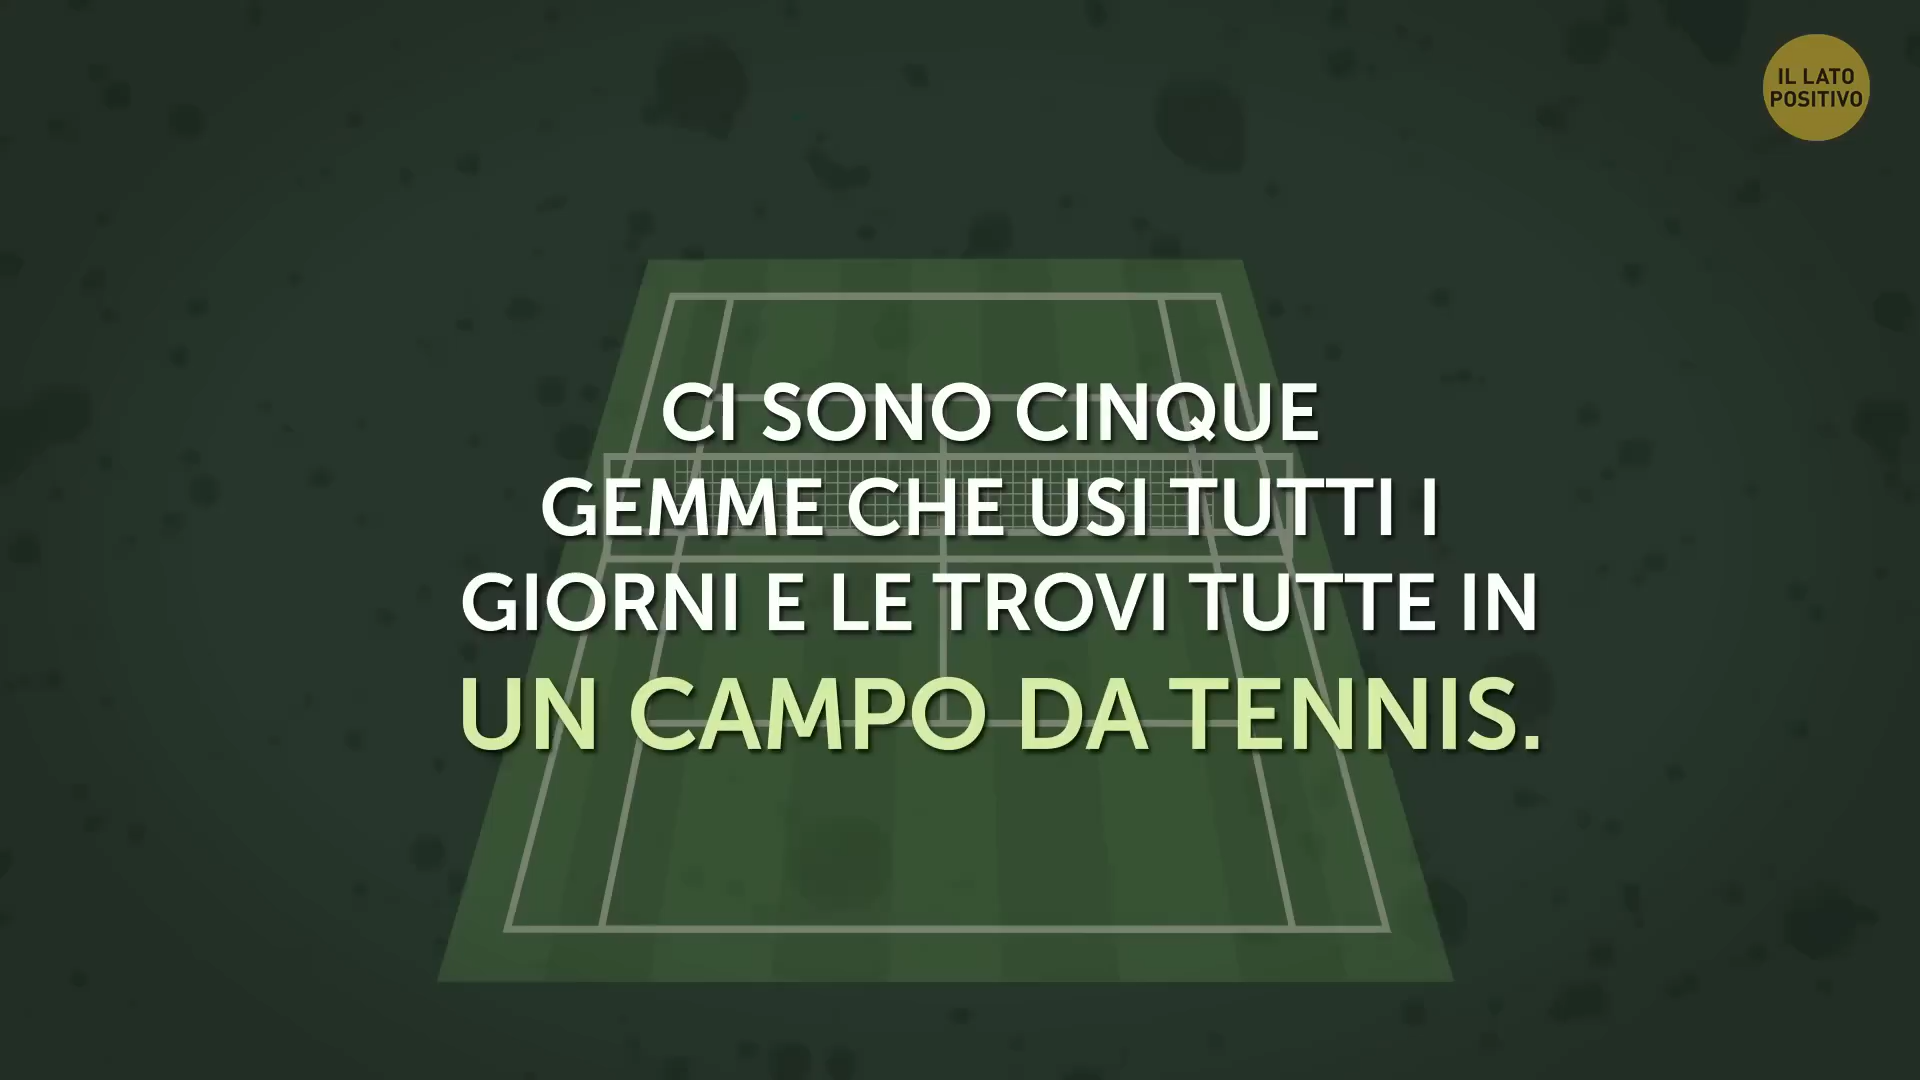 IL LATO
POSITIVO
CI SONO CINQUE
GEMME CHE USI TUTTI I
GIORNI E LE TROVI TUTTE IN
UN CAMPO DA TENNIS.